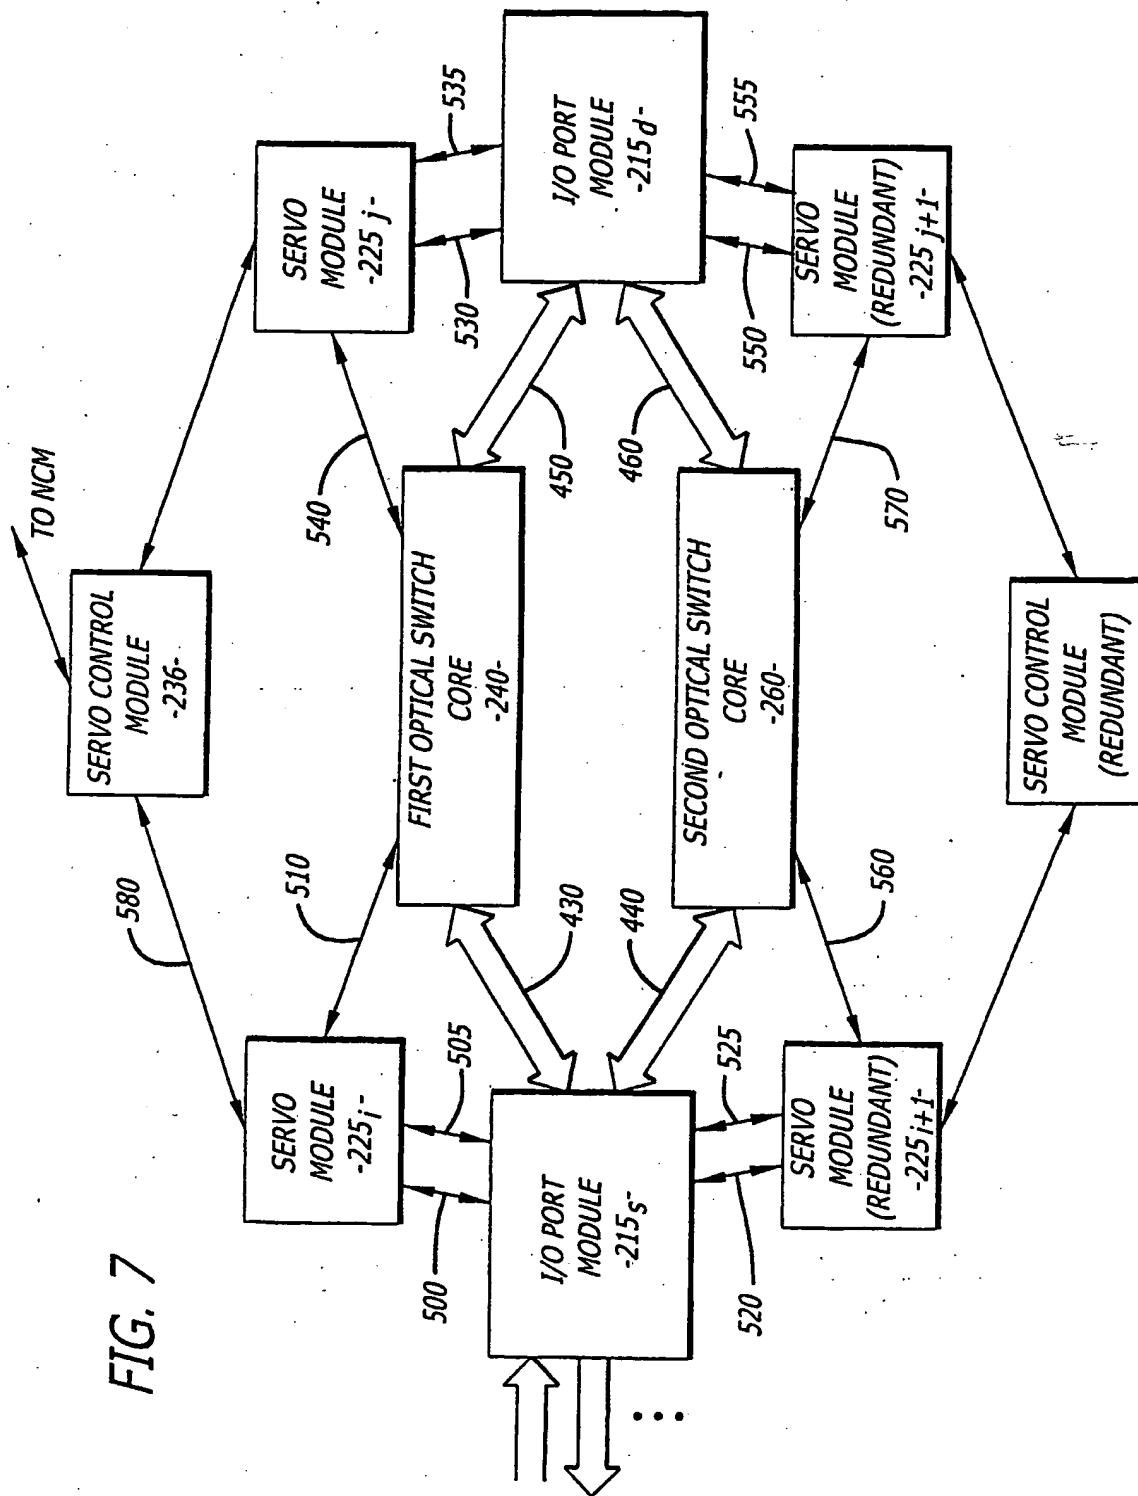 FIG. 7
TO NCM
SERVO CONTROL
MODULE
-236-
580
SERVO
MODULE
-225i-
SERVO
MODULE
-225 j-
510
540
500
505
530
535
FIRST OPTICAL SWITCH
CORE
-240-
I/O PORT
MODULE
-215s-
I/O PORT
MODULE
-215d-
430
450
440
460
SECOND OPTICAL SWITCH
CORE
-260-
520
525
550
555
560
570
SERVO
MODULE
(REDUNDANT)
-225i+1-
SERVO
MODULE
(REDUNDANT)
-225 j+1-
SERVO CONTROL
MODULE
(REDUNDANT)